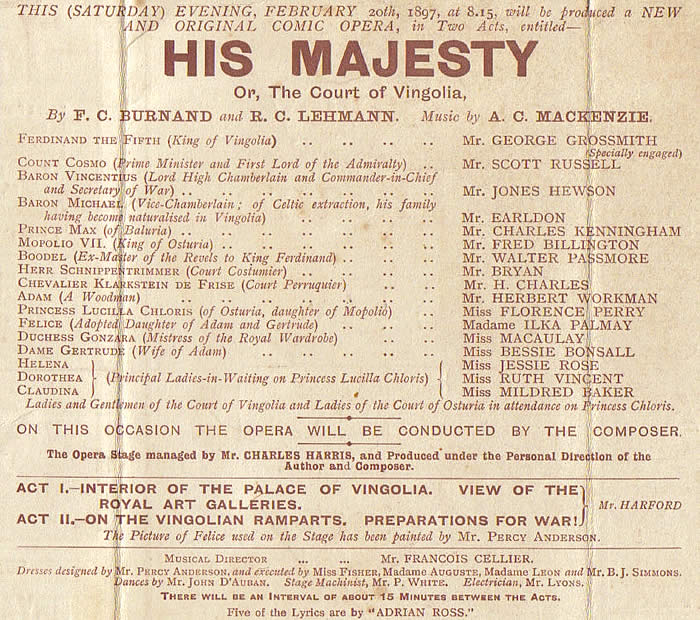 THIS (SATURDAY) EVENING, FEBRUARY 20th, 1897, at 8.15, will be produced a NEW
AND ORIGINAL COMIC OPERA, in Two Acts, entitled—
HIS MAJESTY
Or, The Court of Vingolia,
By F. C. BURNAND and R. C. LEHMANN. Music by A. C. MACKENZIE.
FERDINAND THE FIFTH (King of Vingolia) .. .. .. .. Mr. GEORGE GROSSMITH
(Specially engaged)
COUNT COSMO (Prime Minister and First Lord of the Admiralty) .. Mr. SCOTT RUSSELL
BARON VINCENTIUS (Lord High Chamberlain and Commander-in-Chief
and Secretary of War) .. .. .. .. .. .. .. Mr. JONES HEWSON
BARON MICHAEL (Vice-Chamberlain; of Celtic extraction, his family
having become naturalised in Vingolia) .. .. .. .. Mr. EARLDON
PRINCE MAX (of Baluria) .. .. .. .. .. .. .. Mr. CHARLES KENNINGHAM
MOPOLIO VII. (King of Osturia) .. .. .. .. .. .. Mr. FRED BILLINGTON
BOODEL (Ex-Master of the Revels to King Ferdinand) .. .. .. Mr. WALTER PASSMORE
HERR SCHNIPPENTRIMMER (Court Costumier) .. .. .. .. Mr. BRYAN
CHEVALIER KLARKSTEIN DE FRISE (Court Perruquier) .. .. .. Mr. H. CHARLES
ADAM (A Woodman) .. .. .. .. .. .. .. .. Mr. HERBERT WORKMAN
PRINCESS LUCILLA CHLORIS (of Osturia, daughter of Mopolio) .. .. Miss FLORENCE PERRY
FELICE (Adopted Daughter of Adam and Gertrude) .. .. .. Madame ILKA PALMAY
DUCHESS GONZARA (Mistress of the Royal Wardrobe) .. .. .. Miss MACAULAY
DAME GERTRUDE (Wife of Adam) .. .. .. .. .. Miss BESSIE BONSALL
HELENA Miss JESSIE ROSE
DOROTHEA (Principal Ladies-in-Waiting on Princess Lucilla Chloris) Miss RUTH VINCENT
CLAUDINA Miss MILDRED BAKER
Ladies and Gentlemen of the Court of Vingolia and Ladies of the Court of Osturia in attendance on Princess Chloris.
ON THIS OCCASION THE OPERA WILL BE CONDUCTED BY THE COMPOSER.
The Opera Stage managed by Mr. CHARLES HARRIS, and Produced under the Personal Direction of the
Author and Composer.
ACT I.—INTERIOR OF THE PALACE OF VINGOLIA. VIEW OF THE
ROYAL ART GALLERIES.
Mr. HARFORD
ACT II.—ON THE VINGOLIAN RAMPARTS. PREPARATIONS FOR WAR!
The Picture of Felice used on the Stage has been painted by Mr. PERCY ANDERSON.
MUSICAL DIRECTOR ... ... Mr. FRANCOIS CELLIER.
Dresses designed by Mr. PERCY ANDERSON, and executed by MISS FISHER, MADAME AUGUSTE, MADAME LEON and MR. B. J. SIMMONS.
Dances by MR. JOHN D'AUBAN. Stage Machinist, MR. P. WHITE. Electrician, MR. LYONS.
THERE WILL BE AN INTERVAL OF ABOUT 15 MINUTES BETWEEN THE ACTS.
Five of the Lyrics are by "ADRIAN ROSS."